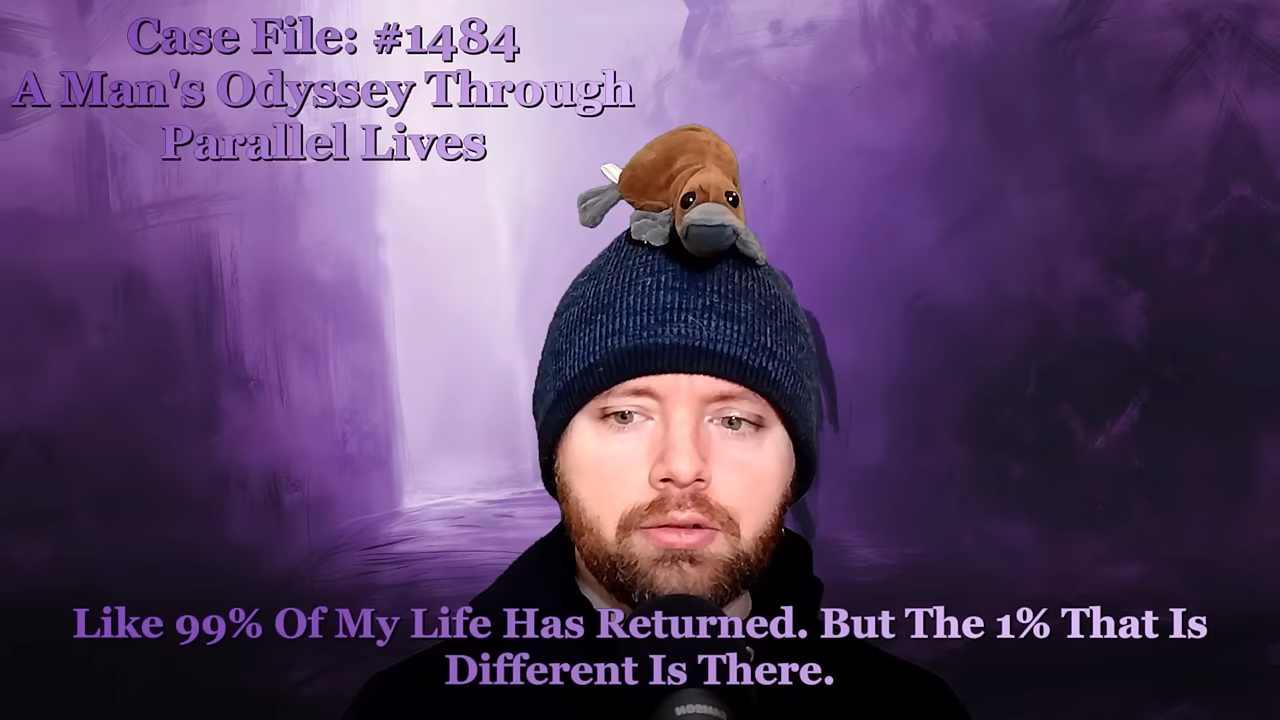 Case File: #1484
A Man's Odyssey Through
Parallel Lives
Like 99% Of My Life Has Returned. But The 1% That Is
Different Is There.